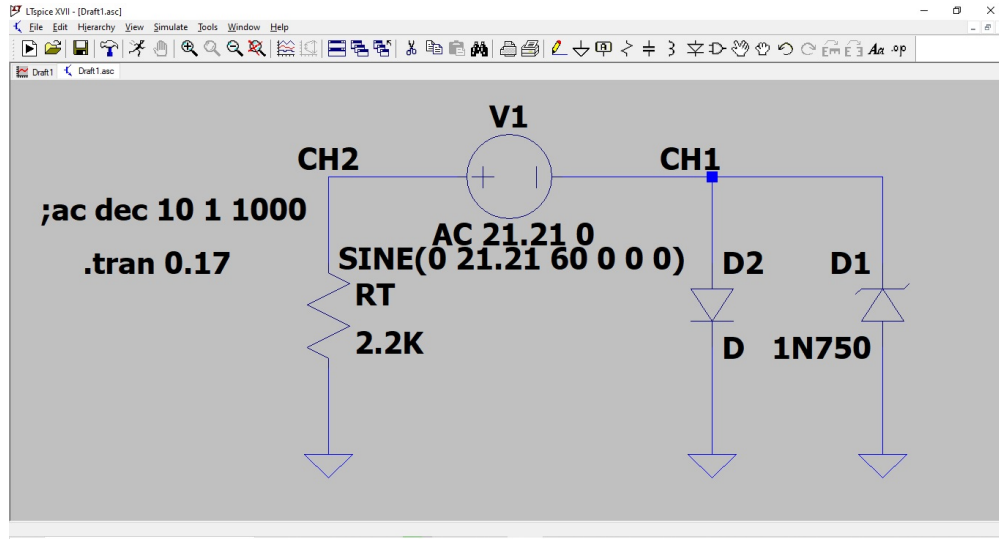 LTspice XVII - [Draft1.asc]
File Edit Hierarchy View Simulate Tools Window Help
Draft1 Draft1.asc
V1
CH2 CH1
;ac dec 10 1 1000
AC 21.21 0
.tran 0.17 SINE(0 21.21 60 0 0 0) D2 D1
RT
2.2K D 1N750